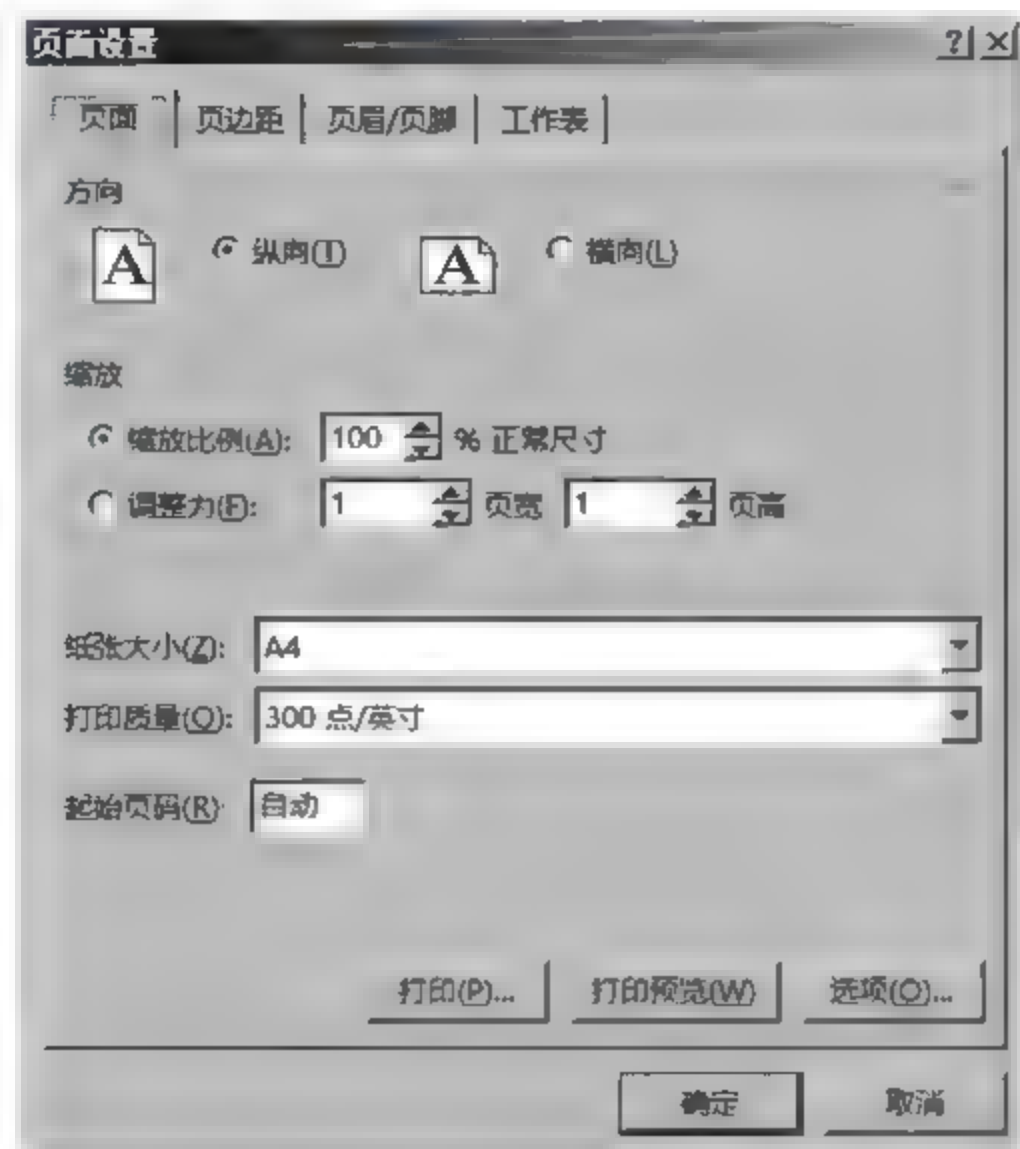 页面设置
页面 页边距 页眉/页脚 工作表
方向
A 纵向(T) A 横向(L)
缩放
缩放比例(A): 100 % 正常尺寸
调整为(F): 1 页宽 1 页高
纸张大小(Z): A4
打印质量(Q): 300 点/英寸
起始页码(R): 自动
打印(P)... 打印预览(W) 选项(O)...
确定 取消